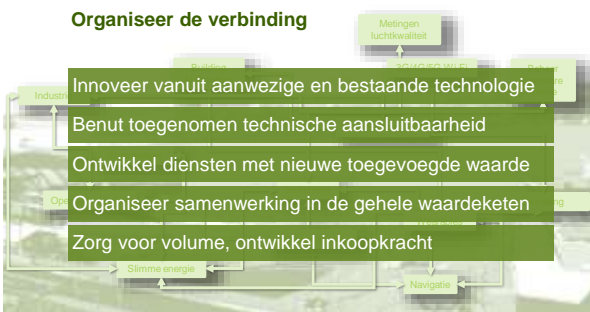 Organiseer de verbinding
Metingen
luchtkwaliteit
Innoveer vanuit aanwezige en bestaande technologie
Benut toegenomen technische aansluitbaarheid
Ontwikkel diensten met nieuwe toegevoegde waarde
Organiseer samenwerking in de gehele waardeketen
Zorg voor volume, ontwikkel inkoopkracht
Slimme energie
Navigatie